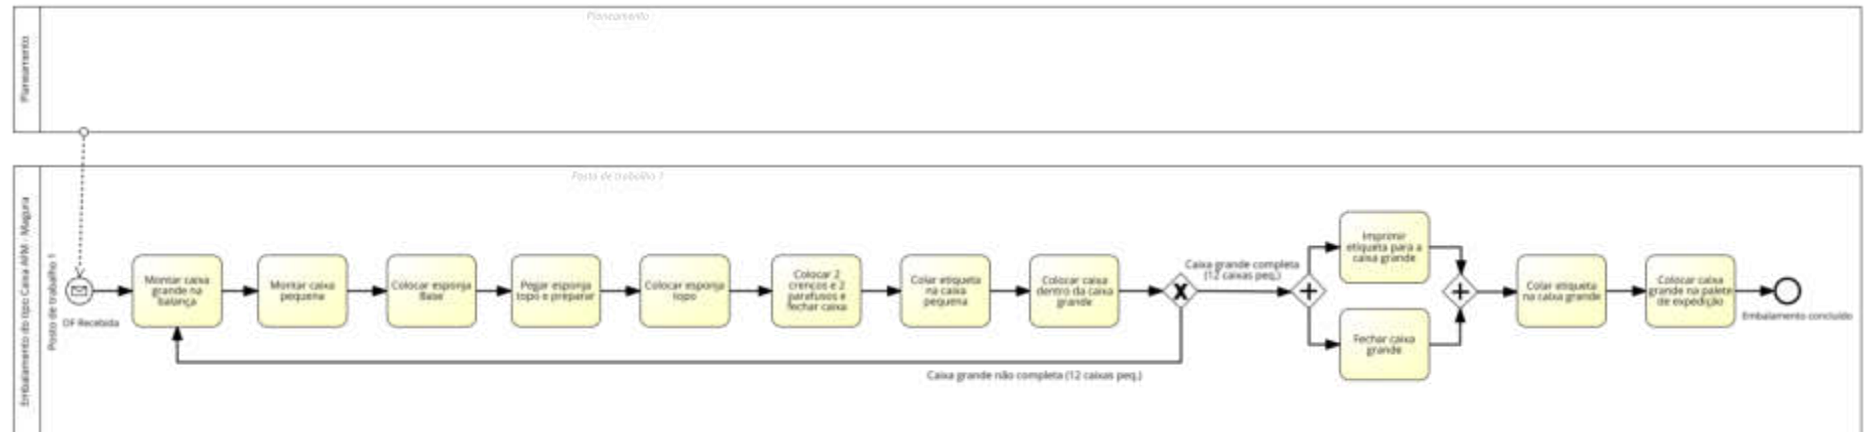 Planeamento
Planeamento
Posto de trabalho 1
Embalamento do tipo Caixa AFM - Magura
Posto de trabalho 1
OF Recebida
Montar caixa
grande na
balança
Montar caixa
pequena
Colocar esponja
Base
Pegar esponja
topo e preparar
Colocar esponja
topo
Colocar 2
crenços e 2
parafusos e
fechar caixa
Colar etiqueta
na caixa
pequena
Colocar caixa
dentro da caixa
grande
Caixa grande completa
(12 caixas peq.)
Caixa grande não completa (12 caixas peq.)
Imprimir
etiqueta para a
caixa grande
Fechar caixa
grande
Colar etiqueta
na caixa grande
Colocar caixa
grande na palete
de expedição
Embalamento concluído